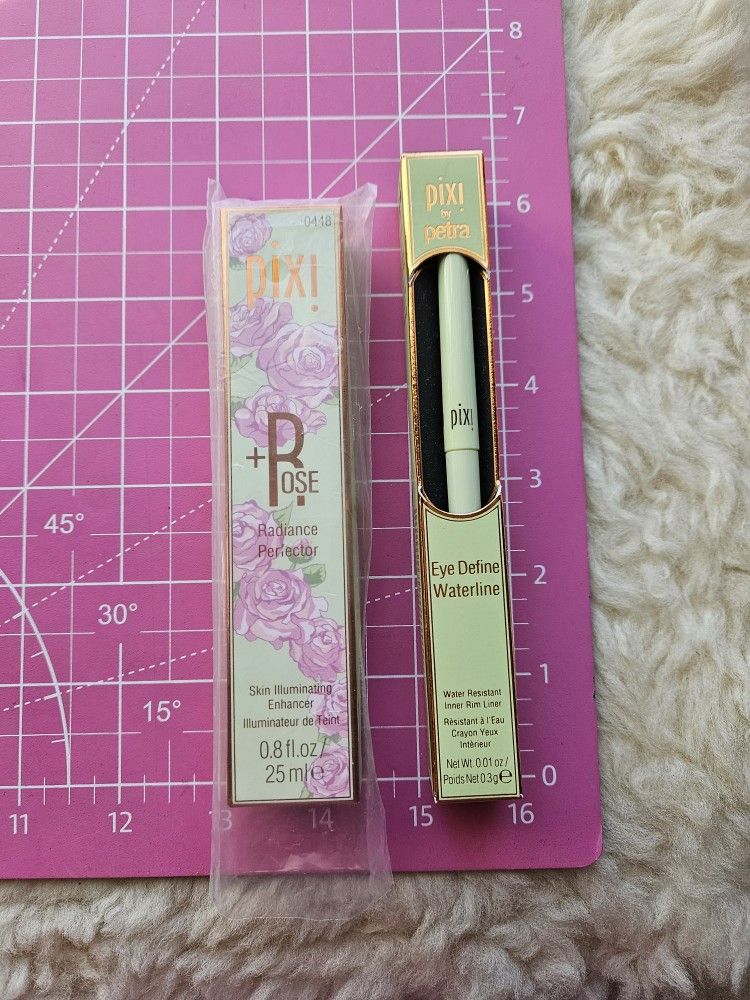 0448
pixi
+ROSE
Radiance
Perfector
Skin Illuminating
Enhancer
Illuminateur de Teint
0.8 fl.oz/
25 ml℮
pixi
by
petra
pixi
Eye Define
Waterline
Water Resistant
Inner Rim Liner
Résistant à l'Eau
Crayon Yeux
Intérieur
Net Wt. 0.01 oz /
Poids Net 0.3g℮
8
7
6
5
4
3
2
1
0
45°
30°
15°
11 12 13 14 15 16